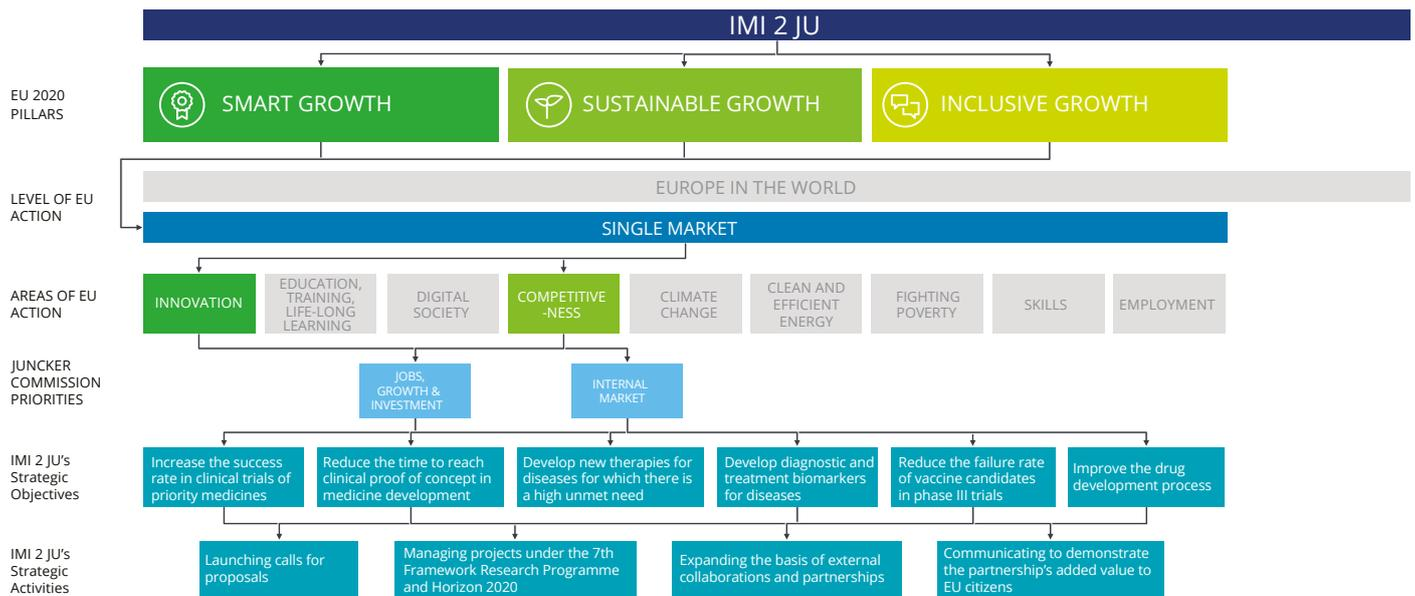 IMI 2 JU
EU 2020
PILLARS
SMART GROWTH
SUSTAINABLE GROWTH
INCLUSIVE GROWTH
LEVEL OF EU
ACTION
EUROPE IN THE WORLD
SINGLE MARKET
AREAS OF EU
ACTION
INNOVATION
EDUCATION,
TRAINING,
LIFE-LONG
LEARNING
DIGITAL
SOCIETY
COMPETITIVE
-NESS
CLIMATE
CHANGE
CLEAN AND
EFFICIENT
ENERGY
FIGHTING
POVERTY
SKILLS
EMPLOYMENT
JUNCKER
COMMISSION
PRIORITIES
JOBS,
GROWTH &
INVESTMENT
INTERNAL
MARKET
IMI 2 JU’s
Strategic
Objectives
Increase the success
rate in clinical trials of
priority medicines
Reduce the time to reach
clinical proof of concept in
medicine development
Develop new therapies for
diseases for which there is
a high unmet need
Develop diagnostic and
treatment biomarkers
for diseases
Reduce the failure rate
of vaccine candidates
in phase III trials
Improve the drug
development process
IMI 2 JU’s
Strategic
Activities
Launching calls for
proposals
Managing projects under the 7th
Framework Research Programme
and Horizon 2020
Expanding the basis of external
collaborations and partnerships
Communicating to demonstrate
the partnership’s added value to
EU citizens